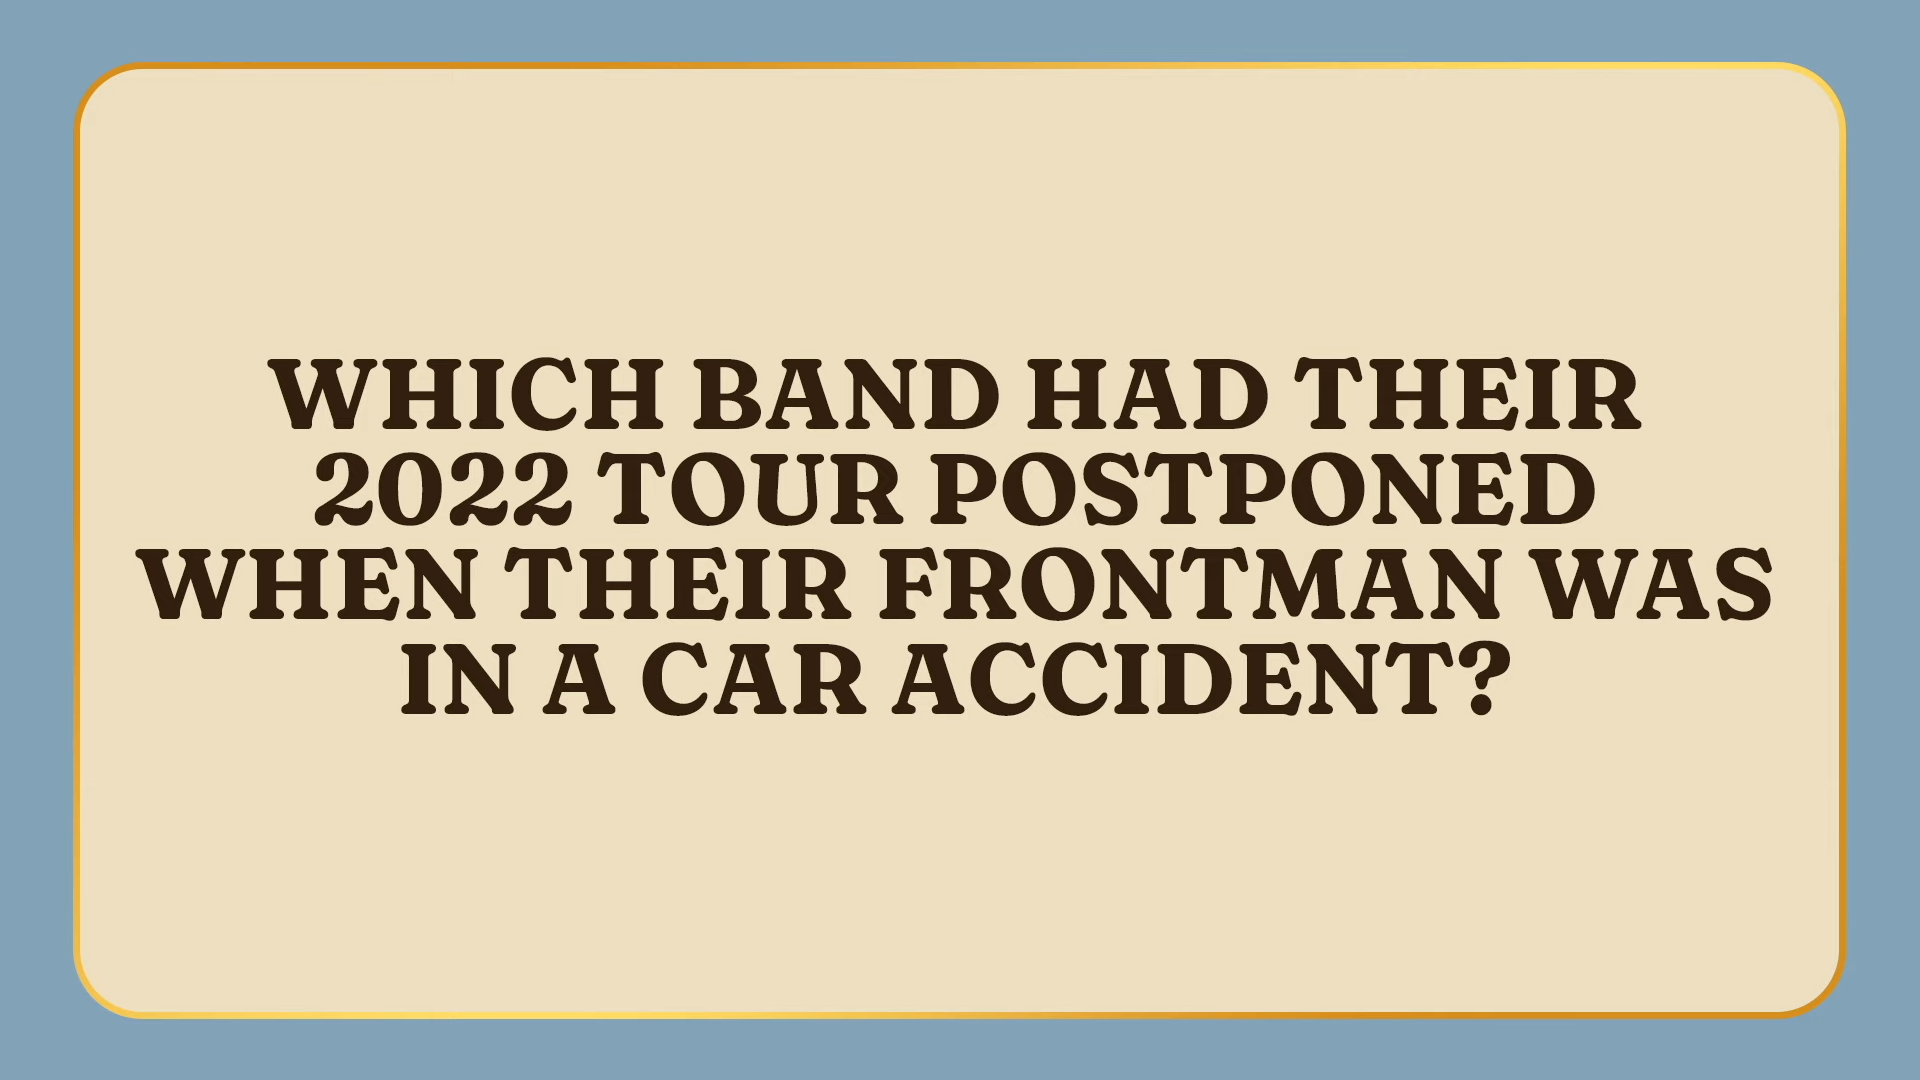 WHICH BAND HAD THEIR
2022 TOUR POSTPONED
WHEN THEIR FRONTMAN WAS
IN A CAR ACCIDENT?